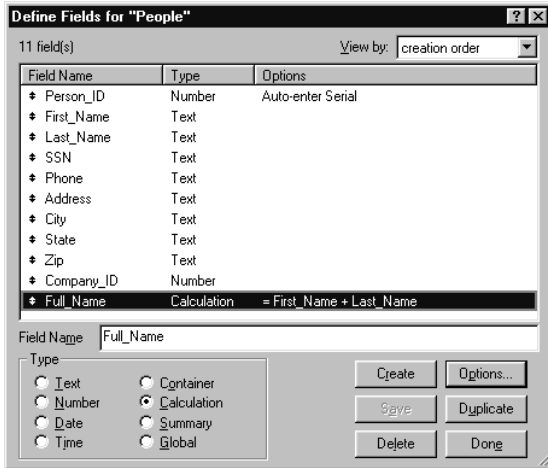 Define Fields for "People"
11 field(s) View by: creation order
Field Name Type Options
Person_ID Number Auto-enter Serial
First_Name Text
Last_Name Text
SSN Text
Phone Text
Address Text
City Text
State Text
Zip Text
Company_ID Number
Full_Name Calculation = First_Name + Last_Name
Field Name Full_Name
Type
Text Container
Number Calculation
Date Summary
Time Global
Create Options...
Save Duplicate
Delete Done